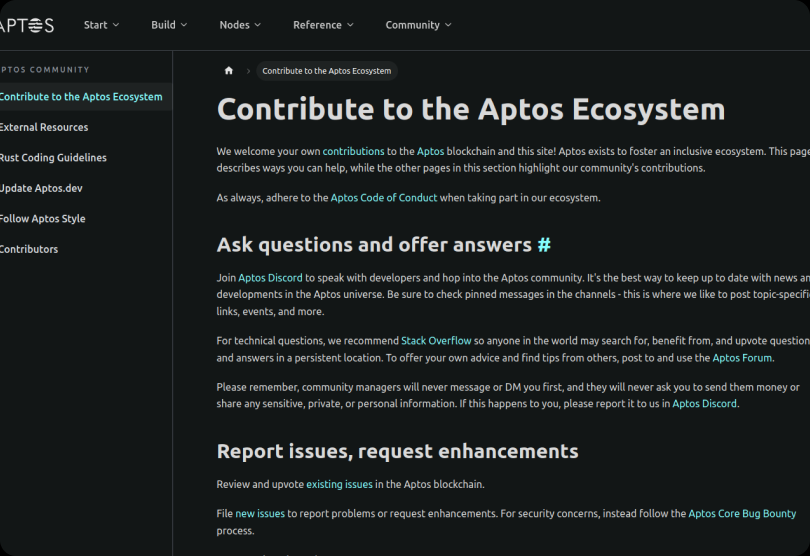 APTOS Start Build Nodes Reference Community
APTOS COMMUNITY
Contribute to the Aptos Ecosystem
External Resources
Rust Coding Guidelines
Update Aptos.dev
Follow Aptos Style
Contributors
Contribute to the Aptos Ecosystem
Contribute to the Aptos Ecosystem
We welcome your own contributions to the Aptos blockchain and this site! Aptos exists to foster an inclusive ecosystem. This page
describes ways you can help, while the other pages in this section highlight our community's contributions.
As always, adhere to the Aptos Code of Conduct when taking part in our ecosystem.
Ask questions and offer answers #
Join Aptos Discord to speak with developers and hop into the Aptos community. It's the best way to keep up to date with news an
developments in the Aptos universe. Be sure to check pinned messages in the channels - this is where we like to post topic-specifi
links, events, and more.
For technical questions, we recommend Stack Overflow so anyone in the world may search for, benefit from, and upvote question
and answers in a persistent location. To offer your own advice and find tips from others, post to and use the Aptos Forum.
Please remember, community managers will never message or DM you first, and they will never ask you to send them money or
share any sensitive, private, or personal information. If this happens to you, please report it to us in Aptos Discord.
Report issues, request enhancements
Review and upvote existing issues in the Aptos blockchain.
File new issues to report problems or request enhancements. For security concerns, instead follow the Aptos Core Bug Bounty
process.